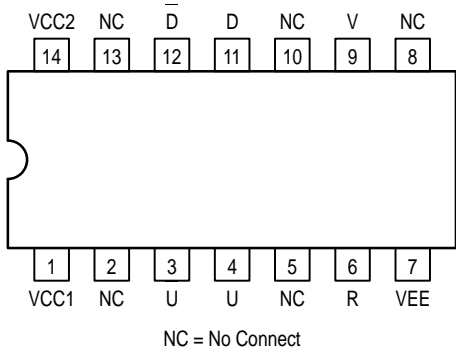 VCC2 NC D̅ D NC V NC
14 13 12 11 10 9 8
1 2 3 4 5 6 7
VCC1 NC U̅ U NC R VEE
NC = No Connect